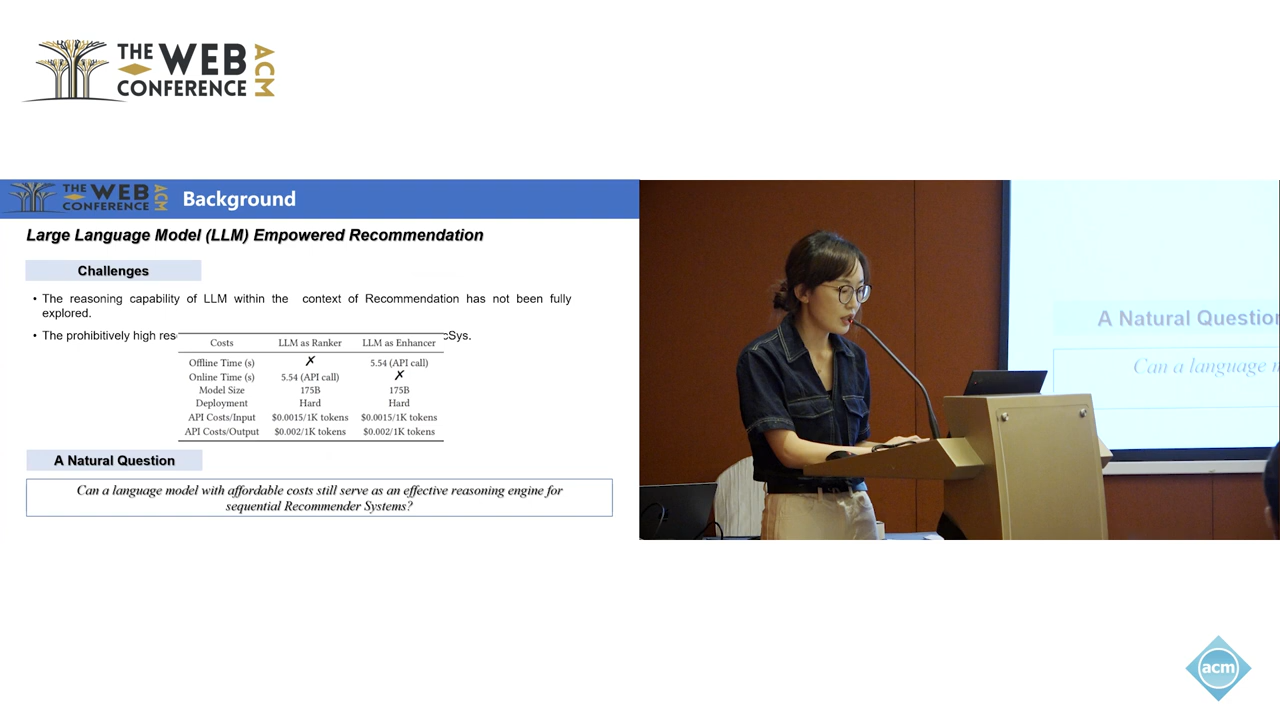 THE WEB CONFERENCE ACM
THE WEB CONFERENCE ACM
Background
Large Language Model (LLM) Empowered Recommendation
Challenges
• The reasoning capability of LLM within the context of Recommendation has not been fully
explored.
• The prohibitively high
Costs LLM as Ranker LLM as Enhancer
Offline Time (s) ✗ 5.54 (API call)
Online Time (s) 5.54 (API call) ✗
Model Size 175B 175B
Deployment Hard Hard
API Costs/Input $0.0015/1K tokens $0.0015/1K tokens
API Costs/Output $0.002/1K tokens $0.002/1K tokens
A Natural Question
Can a language model with affordable costs still serve as an effective reasoning engine for
sequential Recommender Systems?
A Natural
Can a language
acm